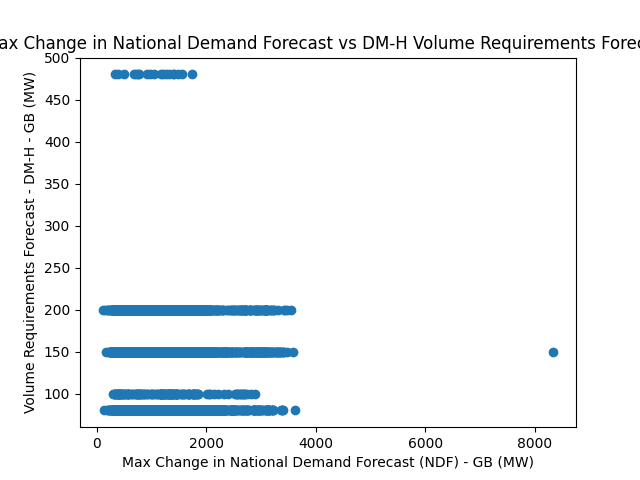 ax Change in National Demand Forecast vs DM-H Volume Requirements Forec
500
450
400
350
300
250
200
150
100
Volume Requirements Forecast - DM-H - GB (MW)
0 2000 4000 6000 8000
Max Change in National Demand Forecast (NDF) - GB (MW)